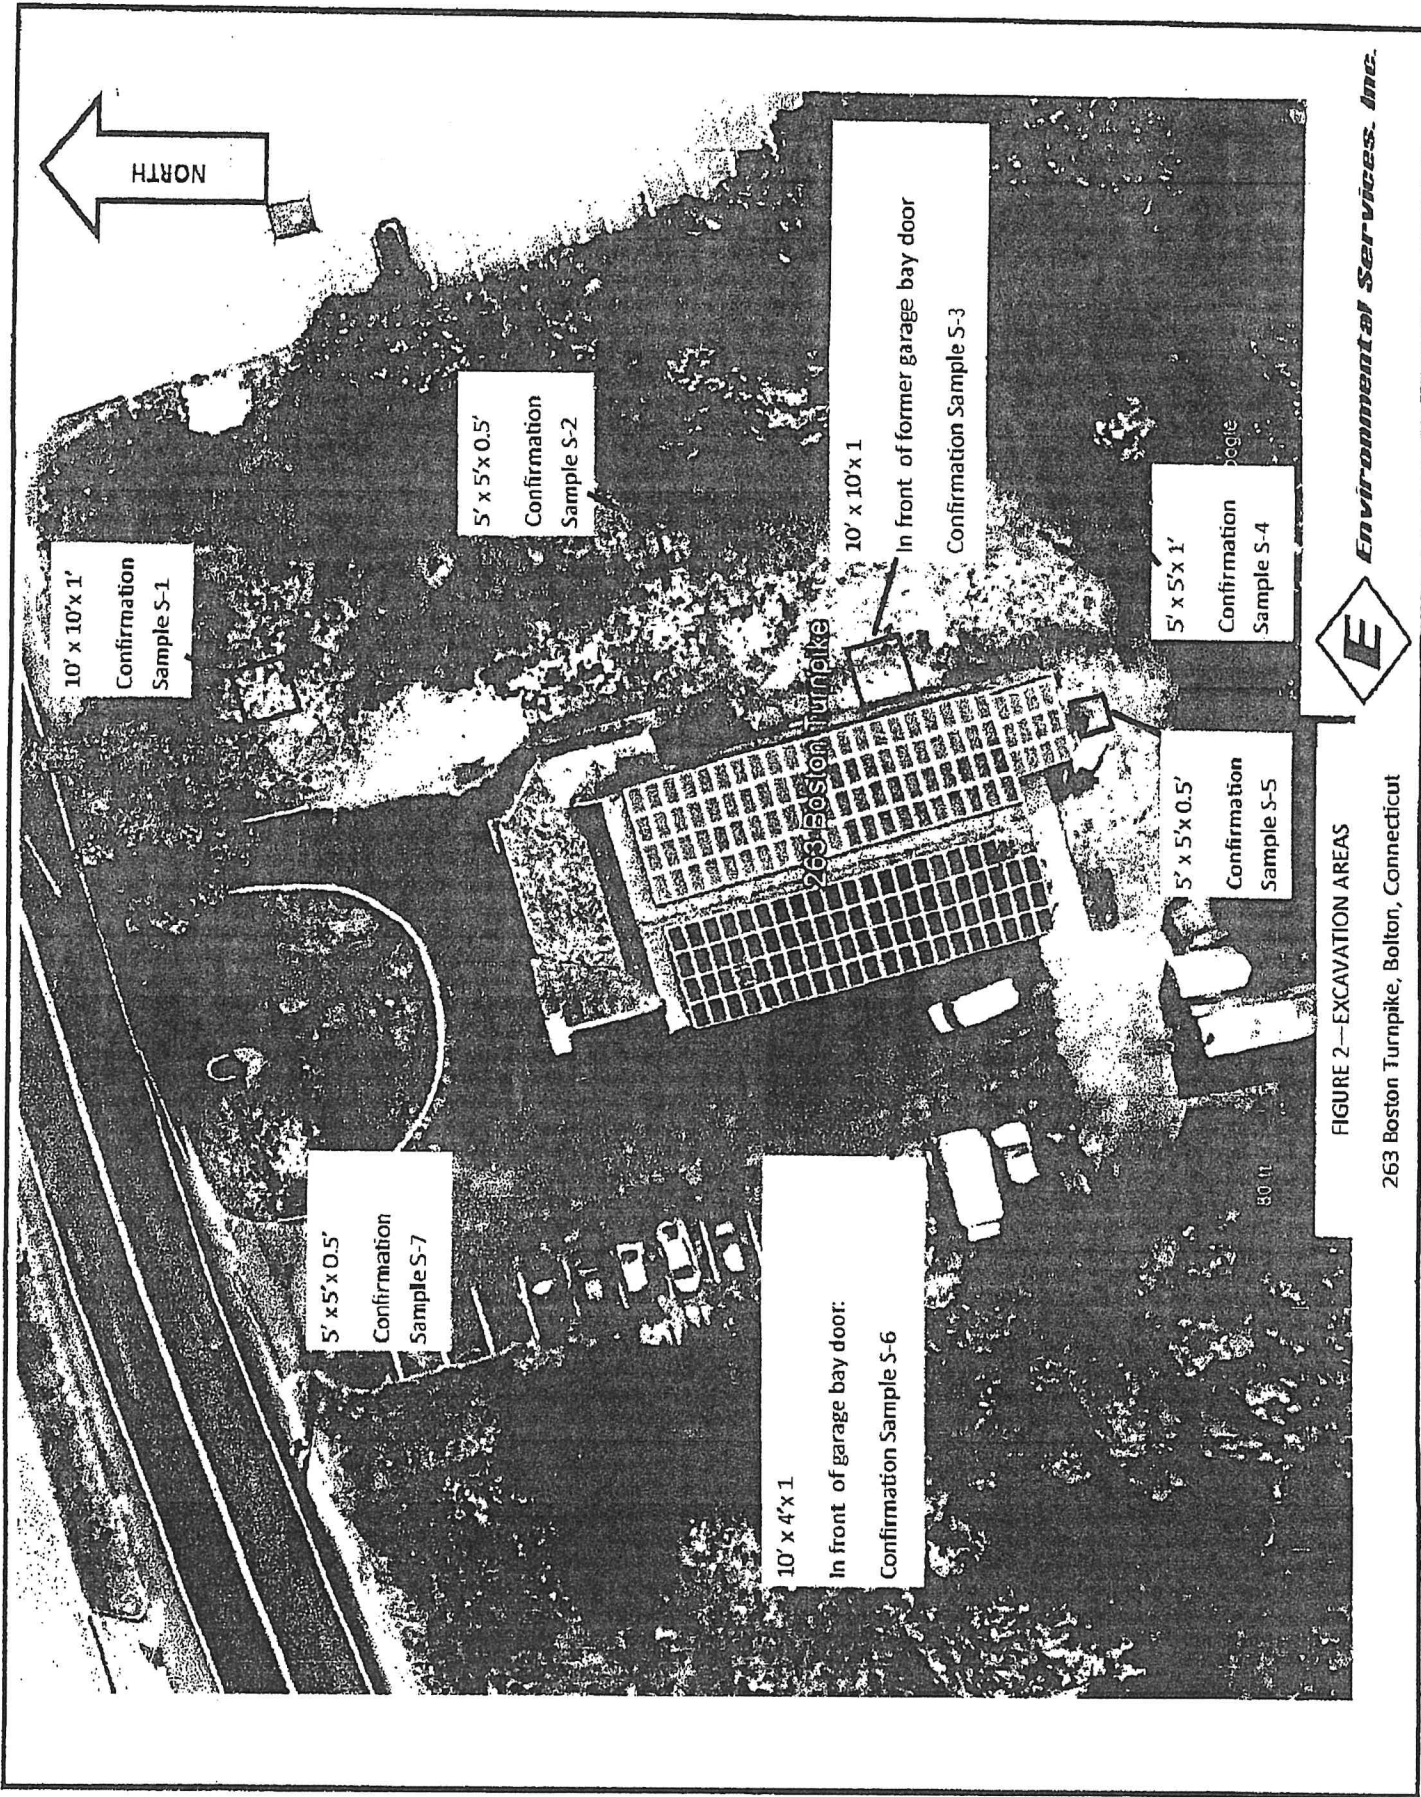 NORTH
10' x 10'x 1'
Confirmation
Sample S-1
5' x 5'x 0.5'
Confirmation
Sample S-2
10' x 10'x 1
In front of former garage bay door
Confirmation Sample S-3
5' x 5'x 1'
Confirmation
Sample S-4
5' x 5'x 0.5'
Confirmation
Sample S-5
263 Boston Turnpike
5' x 5'x 0.5'
Confirmation
Sample S-7
10' x 4'x 1
In front of garage bay door:
Confirmation Sample S-6
80 ft
FIGURE 2—EXCAVATION AREAS
263 Boston Turnpike, Bolton, Connecticut
E
Environmental Services, Inc.